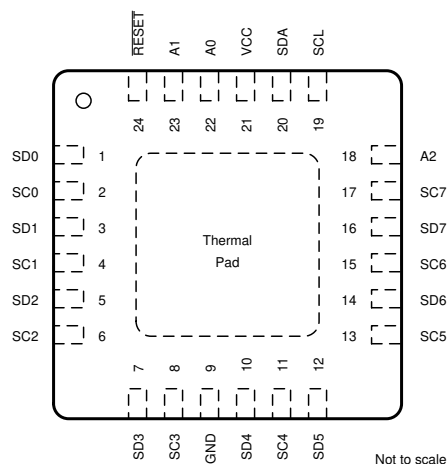 RESET
A1
A0
VCC
SDA
SCL
24
23
22
21
20
19
SD0 1
SC0 2
SD1 3
SC1 4
SD2 5
SC2 6
Thermal
Pad
18 A2
17 SC7
16 SD7
15 SC6
14 SD6
13 SC5
7
8
9
10
11
12
SD3
SC3
GND
SD4
SC4
SD5
Not to scale